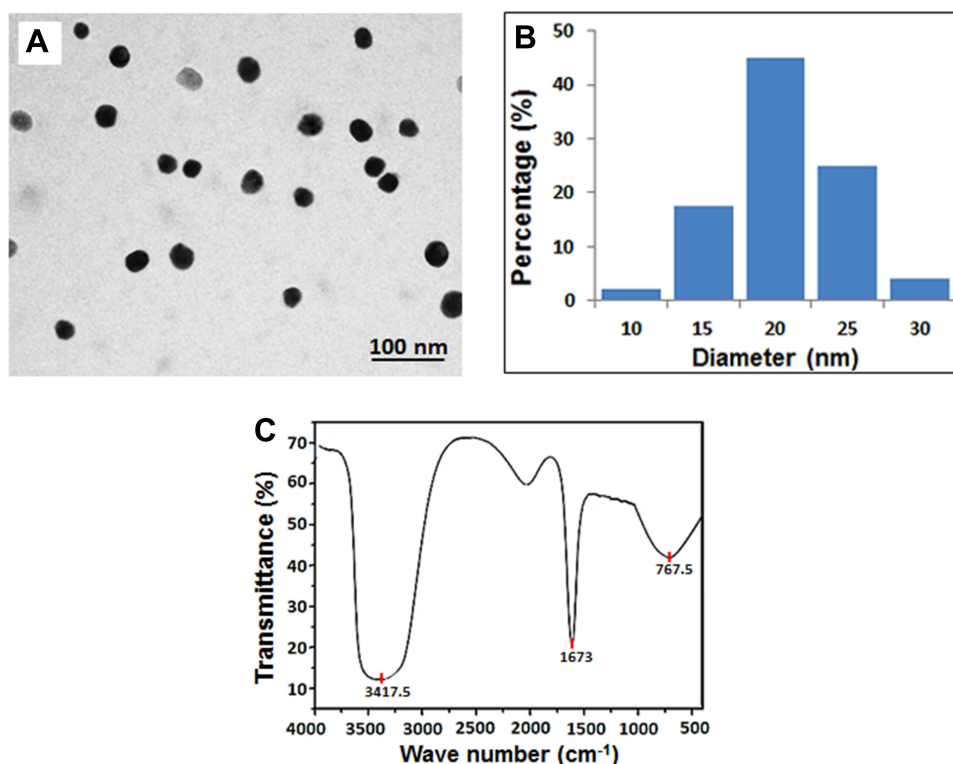 A
100 nm
B
Percentage (%)
50
40
30
20
10
0
10 15 20 25 30
Diameter (nm)
C
Transmittance (%)
70
60
50
40
30
20
10
3417.5
1673
767.5
4000 3500 3000 2500 2000 1500 1000 500
Wave number (cm⁻¹)